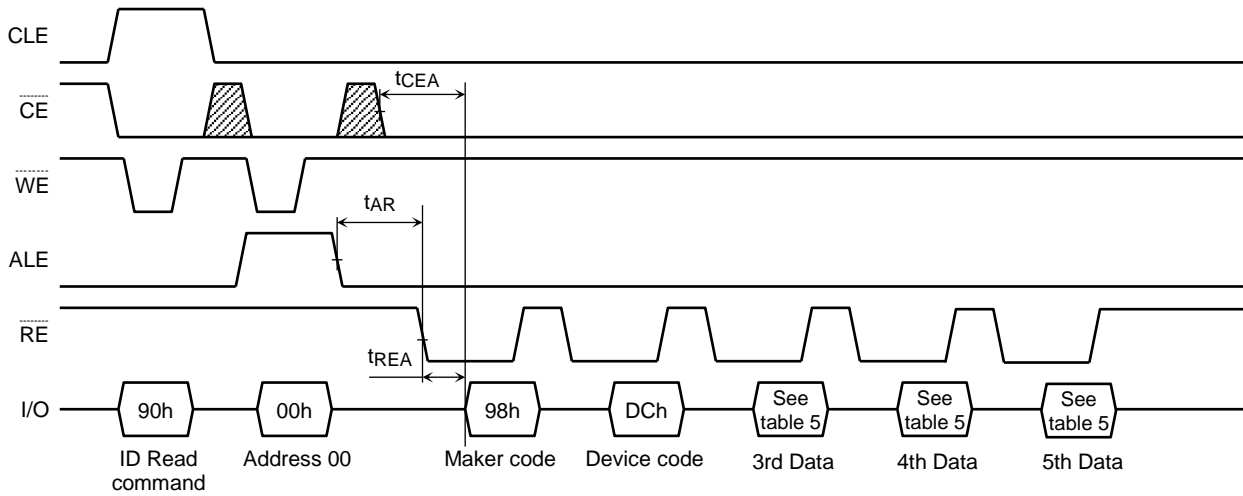 CLE
tCEA
CE
WE
tAR
ALE
RE
tREA
I/O
90h
00h
98h
DCh
See
table 5
See
table 5
See
table 5
ID Read
command
Address 00
Maker code
Device code
3rd Data
4th Data
5th Data